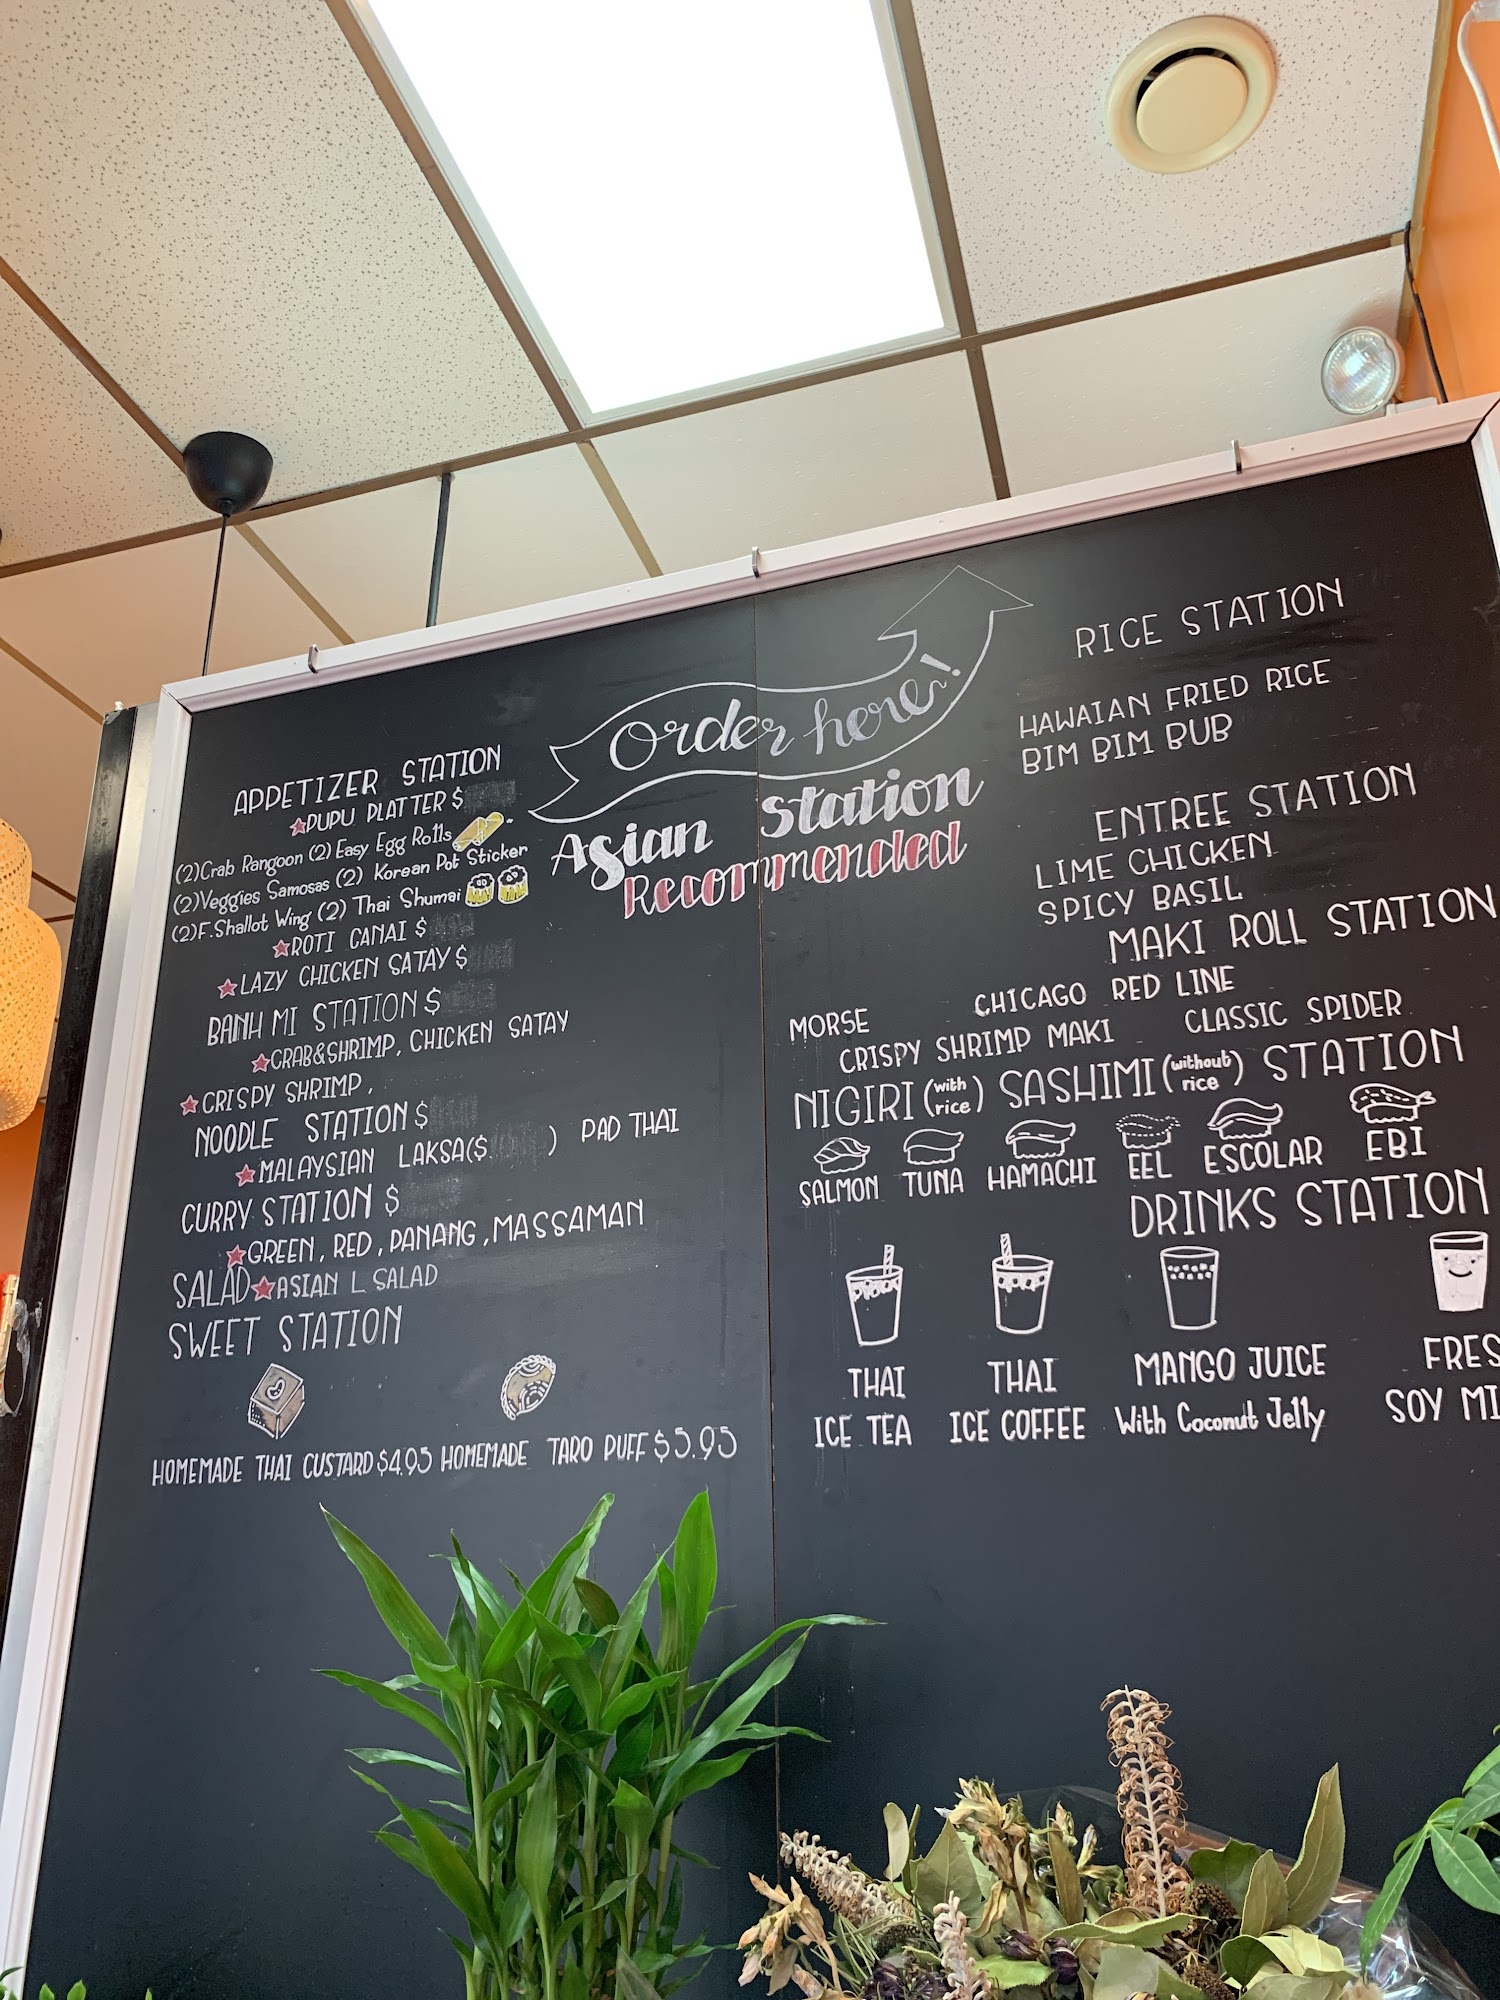 Order here!
Asian Station
Recommended
APPETIZER STATION
PUPU PLATTER $
(2)Crab Rangoon (2) Easy Egg Rolls
(2)Veggies Samosas (2) Korean Pot Sticker
(2)F.Shallot Wing (2) Thai Shumai
ROTI CANAI $
LAZY CHICKEN SATAY $
BANH MI STATION $
CRAB&SHRIMP, CHICKEN SATAY
CRISPY SHRIMP,
NOODLE STATION $
MALAYSIAN LAKSA($ ) PAD THAI
CURRY STATION $
GREEN, RED, PANANG, MASSAMAN
SALAD ASIAN L SALAD
SWEET STATION
HOMEMADE THAI CUSTARD $4.95 HOMEMADE TARO PUFF $5.95
RICE STATION
HAWAIAN FRIED RICE
BIM BIM BUB
ENTREE STATION
LIME CHICKEN
SPICY BASIL
MAKI ROLL STATION
MORSE CHICAGO RED LINE
CRISPY SHRIMP MAKI CLASSIC SPIDER
NIGIRI (with rice) SASHIMI (without rice) STATION
SALMON TUNA HAMACHI EEL ESCOLAR EBI
DRINKS STATION
THAI ICE TEA
THAI ICE COFFEE
MANGO JUICE
With Coconut Jelly
FRES
SOY MI